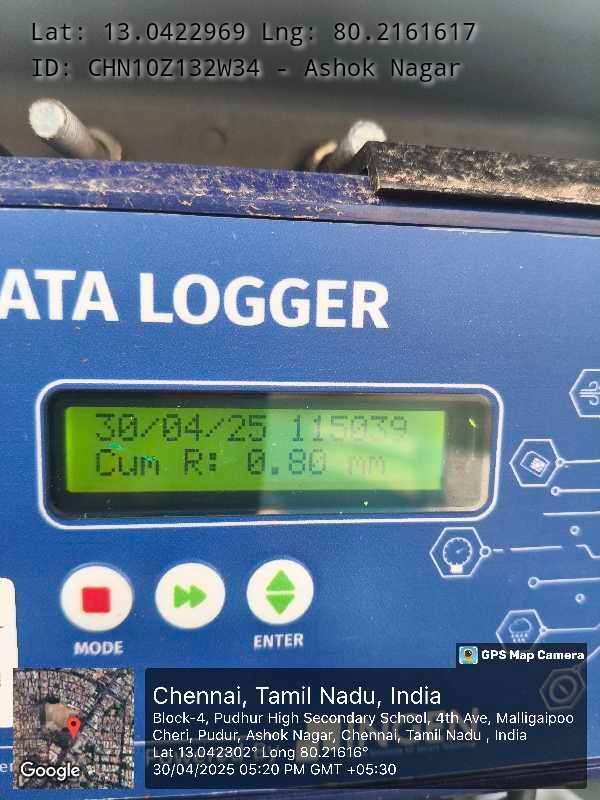 Lat: 13.0422969 Lng: 80.2161617
ID: CHN10Z132W34 - Ashok Nagar
ATA LOGGER
30/04/25 115039
Cum R: 0.80 mm
MODE
ENTER
GPS Map Camera
Chennai, Tamil Nadu, India
Block-4, Pudhur High Secondary School, 4th Ave, Malligaipoo
Cheri, Pudur, Ashok Nagar, Chennai, Tamil Nadu , India
Lat 13.042302° Long 80.21616°
30/04/2025 05:20 PM GMT +05:30
Google